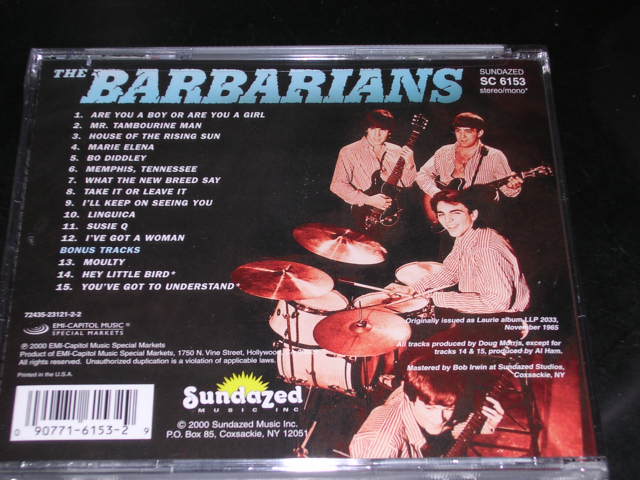 THE BARBARIANS
SUNDAZED
SC 6153
stereo/mono*
1. ARE YOU A BOY OR ARE YOU A GIRL
2. MR. TAMBOURINE MAN
3. HOUSE OF THE RISING SUN
4. MARIE ELENA
5. BO DIDDLEY
6. MEMPHIS, TENNESSEE
7. WHAT THE NEW BREED SAY
8. TAKE IT OR LEAVE IT
9. I'LL KEEP ON SEEING YOU
10. LINGUICA
11. SUSIE Q
12. I'VE GOT A WOMAN
BONUS TRACKS
13. MOULTY
14. HEY LITTLE BIRD*
15. YOU'VE GOT TO UNDERSTAND*
72435-23121-2-2
EMI-CAPITOL MUSIC
SPECIAL MARKETS
℗ 2000 EMI-Capitol Music Special Markets
Product of EMI-Capitol Music Special Markets, 1750 N. Vine Street, Hollywood,
All rights reserved. Unauthorized duplication is a violation of applicable laws.
Printed in the U.S.A.
Originally issued as Laurie album LLP 2033,
November 1965
All tracks produced by Doug Morris, except for
tracks 14 & 15, produced by Al Ham.
Mastered by Bob Irwin at Sundazed Studios,
Coxsackie, NY
Sundazed
MUSIC INC
© 2000 Sundazed Music Inc.
P.O. Box 85, Coxsackie, NY 12051
0 90771-6153-2 9